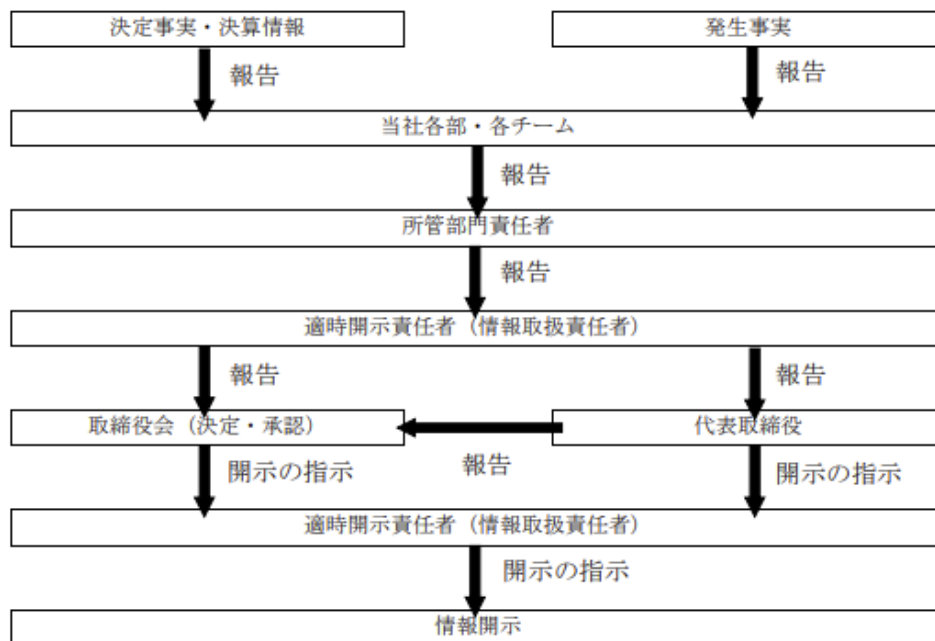 決定事実・決算情報
発生事実
報告
報告
当社各部・各チーム
報告
所管部門責任者
報告
適時開示責任者（情報取扱責任者）
報告
報告
取締役会（決定・承認）
代表取締役
報告
開示の指示
開示の指示
適時開示責任者（情報取扱責任者）
開示の指示
情報開示